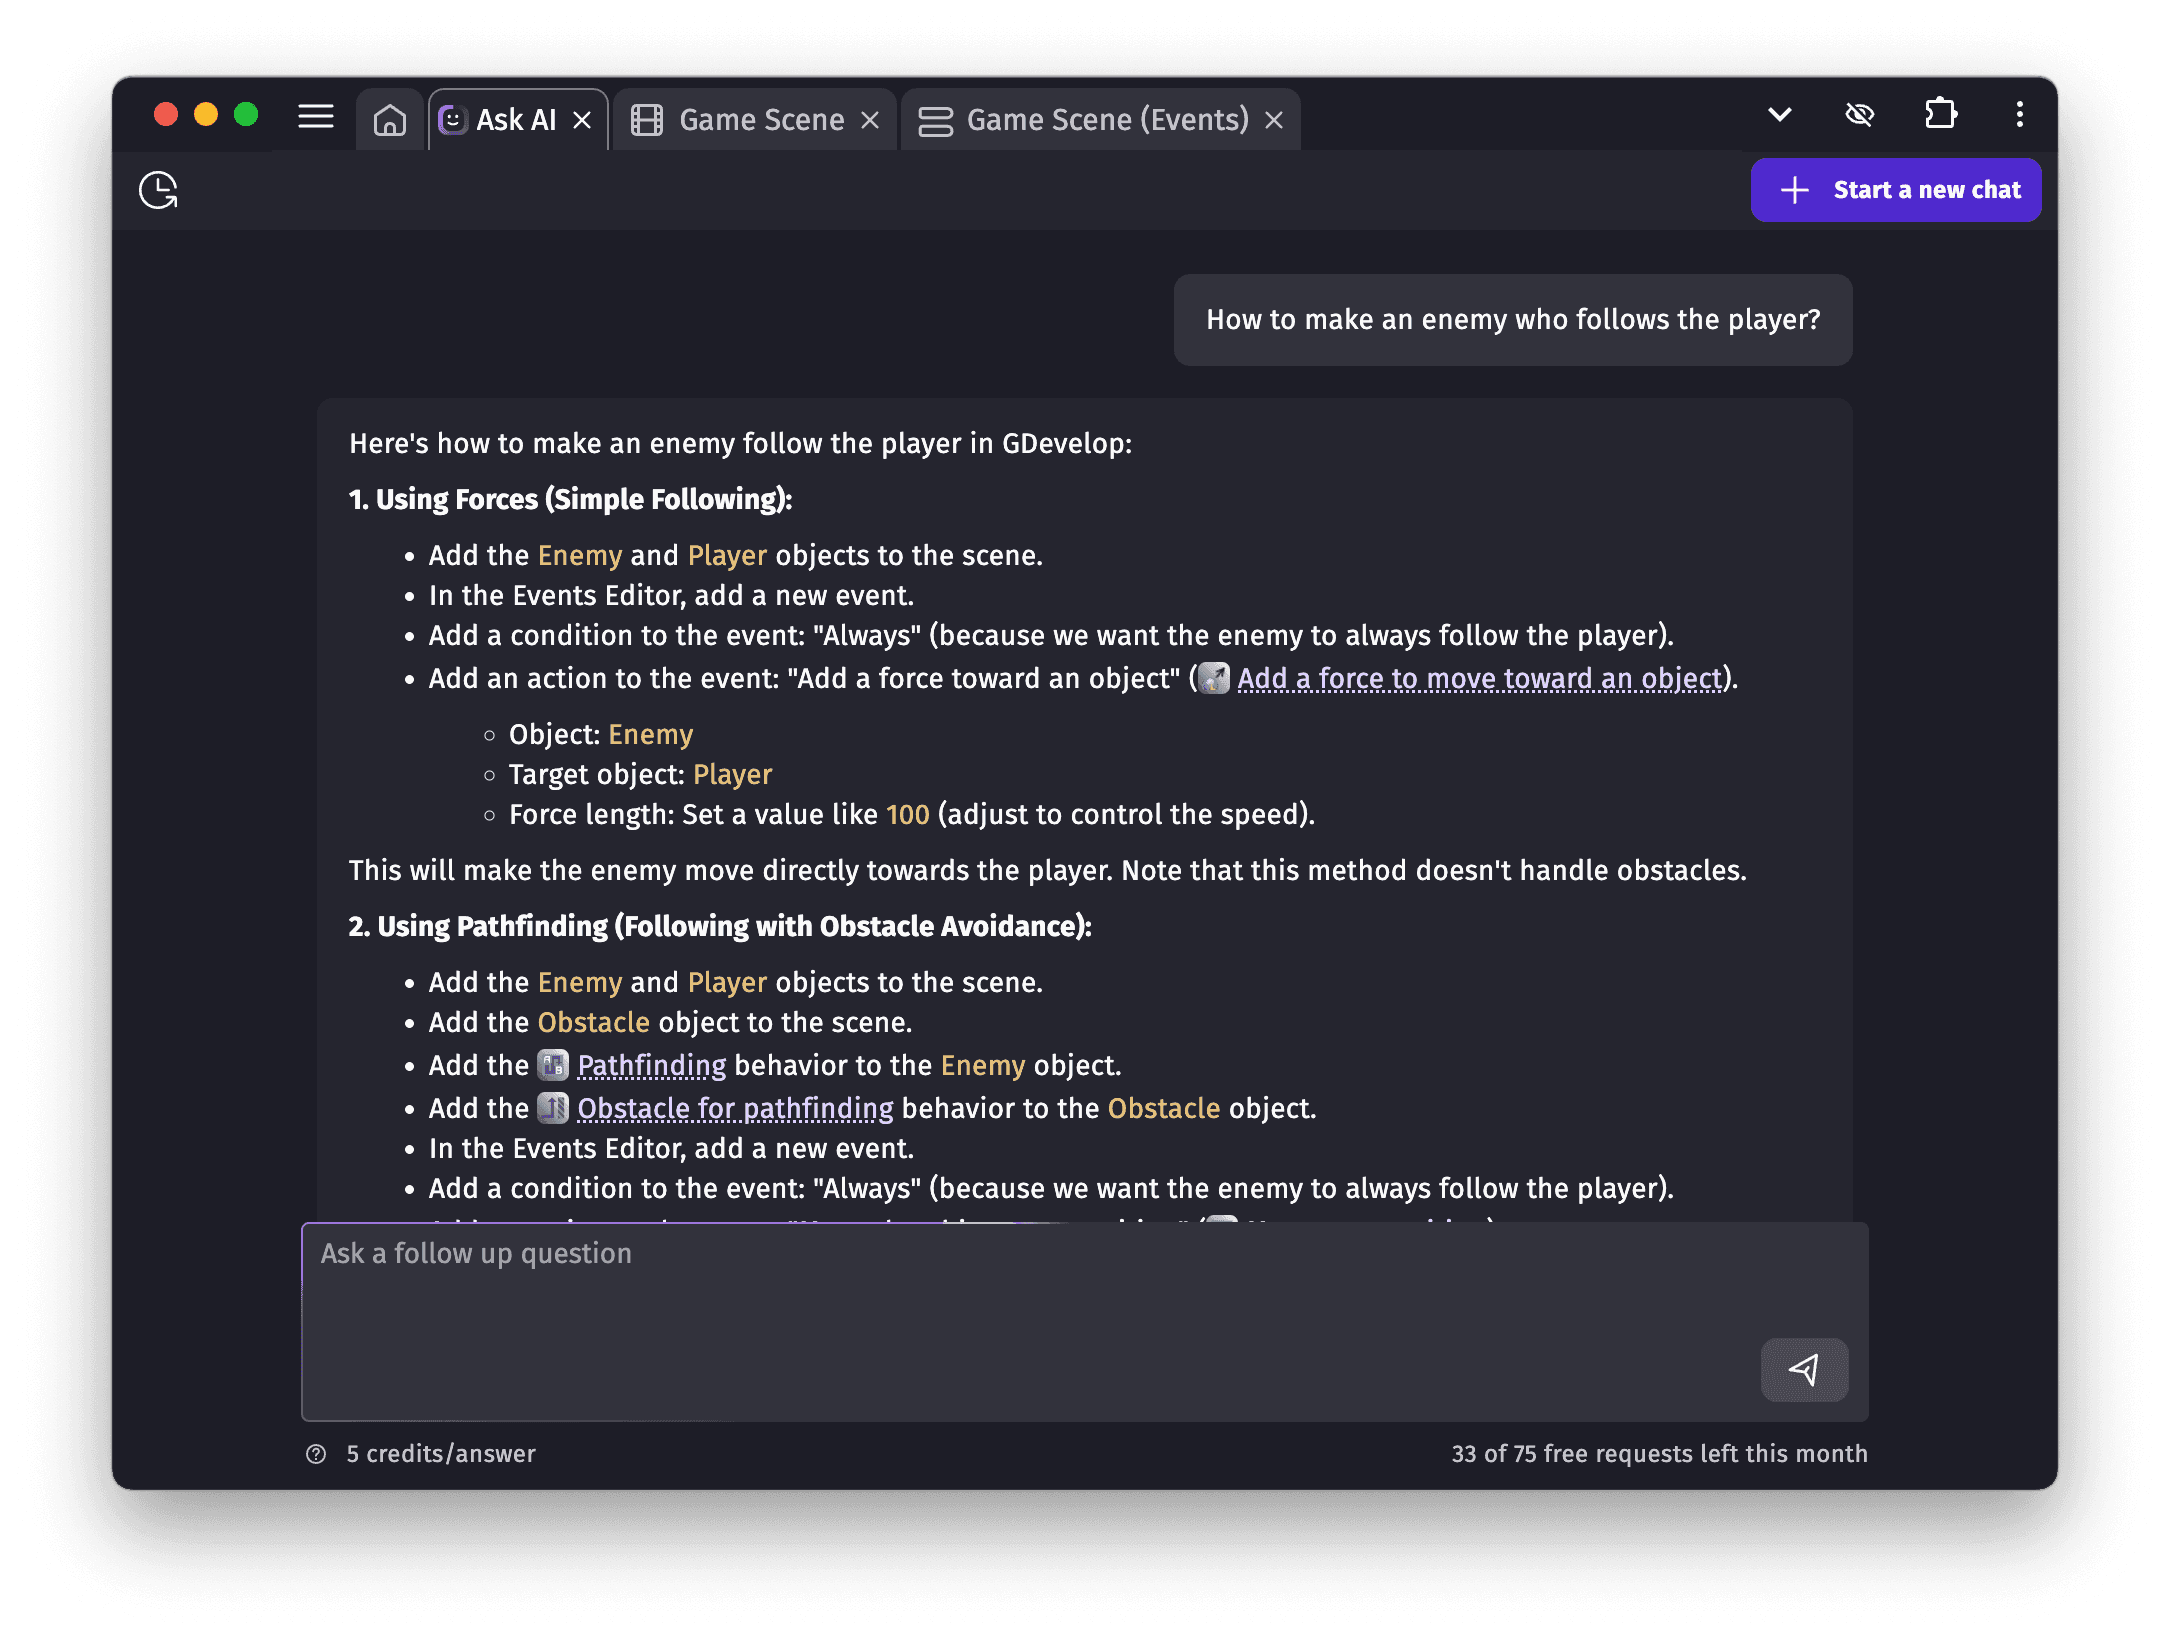 Ask AI
Game Scene
Game Scene (Events)
Start a new chat
How to make an enemy who follows the player?
Here's how to make an enemy follow the player in GDevelop:
1. Using Forces (Simple Following):
• Add the Enemy and Player objects to the scene.
• In the Events Editor, add a new event.
• Add a condition to the event: "Always" (because we want the enemy to always follow the player).
• Add an action to the event: "Add a force toward an object" ( Add a force to move toward an object).
◦ Object: Enemy
◦ Target object: Player
◦ Force length: Set a value like 100 (adjust to control the speed).
This will make the enemy move directly towards the player. Note that this method doesn't handle obstacles.
2. Using Pathfinding (Following with Obstacle Avoidance):
• Add the Enemy and Player objects to the scene.
• Add the Obstacle object to the scene.
• Add the Pathfinding behavior to the Enemy object.
• Add the Obstacle for pathfinding behavior to the Obstacle object.
• In the Events Editor, add a new event.
• Add a condition to the event: "Always" (because we want the enemy to always follow the player).
Ask a follow up question
5 credits/answer
33 of 75 free requests left this month